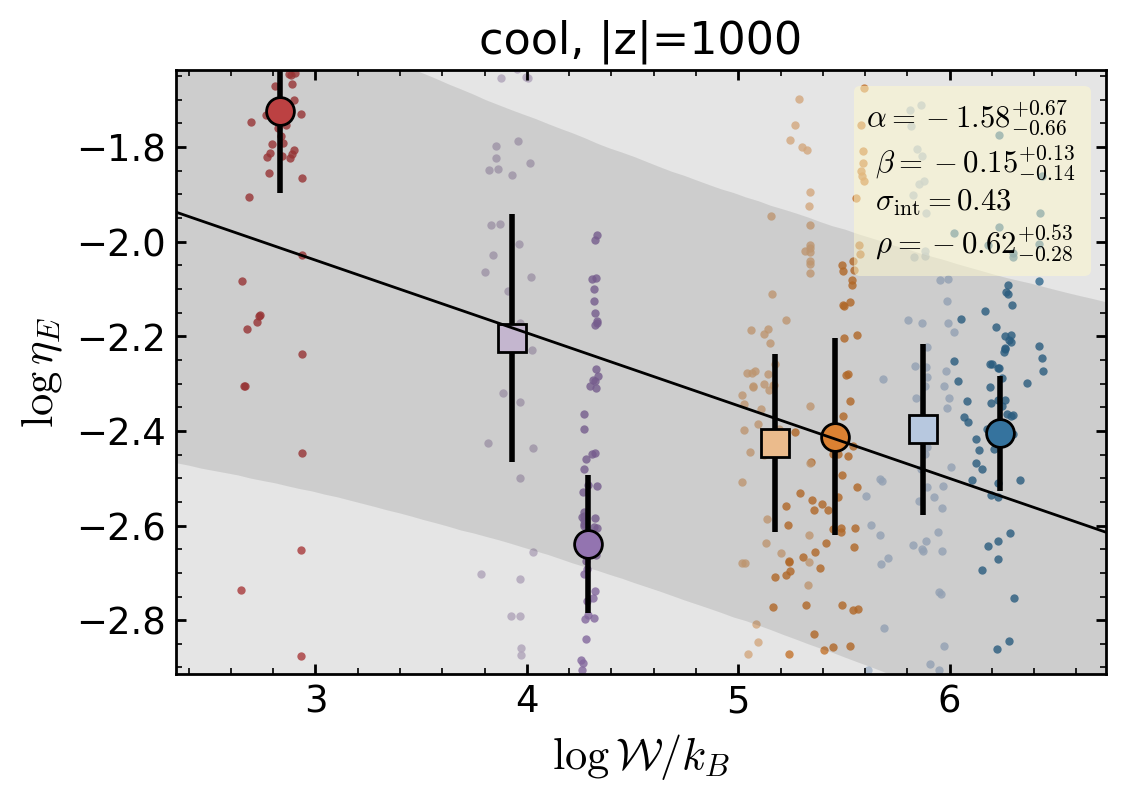 cool, |z|=1000
α = −1.58^{+0.67}_{−0.66}
β = −0.15^{+0.13}_{−0.14}
σ_int = 0.43
ρ = −0.62^{+0.53}_{−0.28}
log η_E
−1.8
−2.0
−2.2
−2.4
−2.6
−2.8
3 4 5 6
log 𝒲/k_B